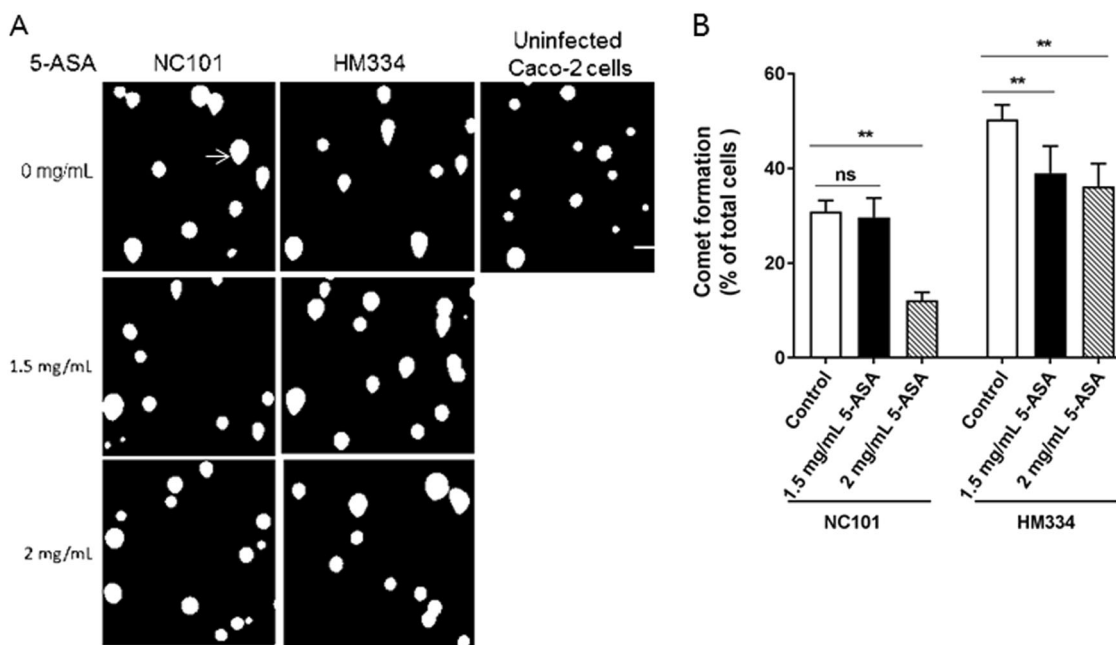 A
5-ASA
NC101
HM334
Uninfected
Caco-2 cells
0 mg/mL
1.5 mg/mL
2 mg/mL
B
Comet formation
(% of total cells )
60
40
20
0
ns
**
**
**
Control
1.5 mg/mL 5-ASA
2 mg/mL 5-ASA
Control
1.5 mg/mL 5-ASA
2 mg/mL 5-ASA
NC101
HM334